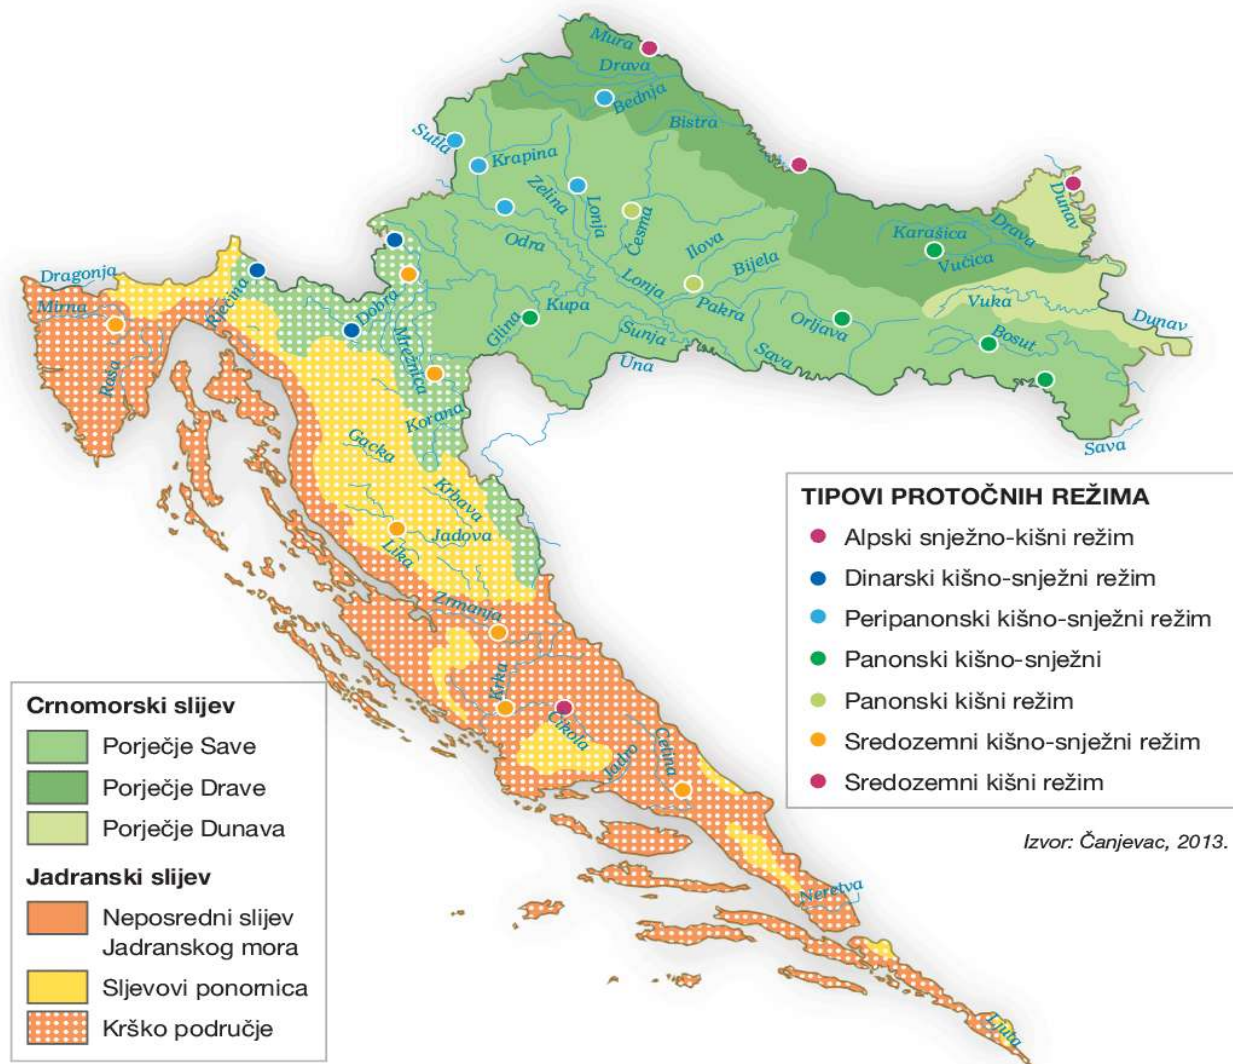 Mura
Drava
Bednja
Bistra
Sutla
Krapina
Zelina
Lonja
Česma
Odra
Ilova
Bijela
Lonja
Pakra
Karašica
Drava
Vučica
Dunav
Vuka
Dunav
Dragonja
Mirna
Raša
Rječina
Dobra
Mrežnica
Kupa
Glina
Sunja
Una
Sava
Orljava
Bosut
Sava
Korana
Gacka
Krbava
Jadova
Lika
Zrmanja
Krka
Čikola
Jadro
Cetina
Neretva
Ljuta
TIPOVI PROTOČNIH REŽIMA
Alpski snježno-kišni režim
Dinarski kišno-snježni režim
Peripanonski kišno-snježni režim
Panonski kišno-snježni
Panonski kišni režim
Sredozemni kišno-snježni režim
Sredozemni kišni režim
Izvor: Čanjevac, 2013.
Crnomorski slijev
Porječje Save
Porječje Drave
Porječje Dunava
Jadranski slijev
Neposredni slijev
Jadranskog mora
Sljevovi ponornica
Krško područje